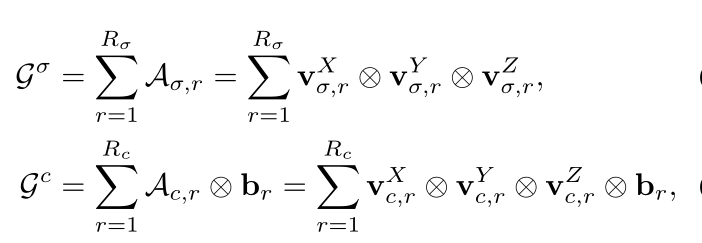 $\mathcal{G}^{\sigma} = \sum_{r=1}^{R_{\sigma}} \mathcal{A}_{\sigma,r} = \sum_{r=1}^{R_{\sigma}} \mathbf{v}_{\sigma,r}^{X} \otimes \mathbf{v}_{\sigma,r}^{Y} \otimes \mathbf{v}_{\sigma,r}^{Z},$
$\mathcal{G}^{c} = \sum_{r=1}^{R_{c}} \mathcal{A}_{c,r} \otimes \mathbf{b}_{r} = \sum_{r=1}^{R_{c}} \mathbf{v}_{c,r}^{X} \otimes \mathbf{v}_{c,r}^{Y} \otimes \mathbf{v}_{c,r}^{Z} \otimes \mathbf{b}_{r},$